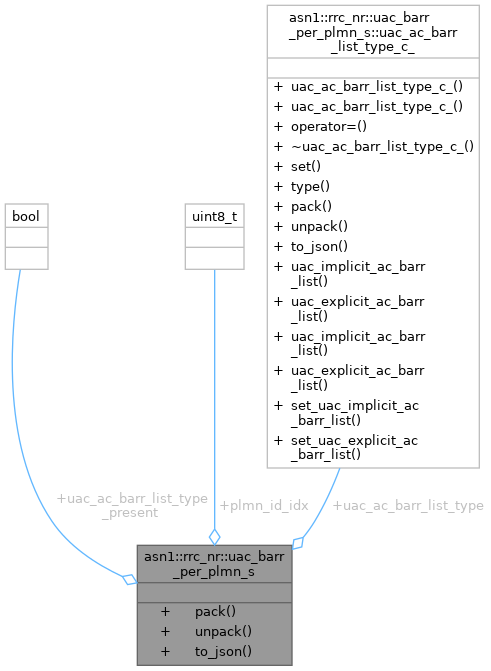 asn1::rrc_nr::uac_barr
_per_plmn_s::uac_ac_barr
_list_type_c_
+ uac_ac_barr_list_type_c_()
+ uac_ac_barr_list_type_c_()
+ operator=()
+ ~uac_ac_barr_list_type_c_()
+ set()
+ type()
+ pack()
+ unpack()
+ to_json()
+ uac_implicit_ac_barr
_list()
+ uac_explicit_ac_barr
_list()
+ uac_implicit_ac_barr
_list()
+ uac_explicit_ac_barr
_list()
+ set_uac_implicit_ac
_barr_list()
+ set_uac_explicit_ac
_barr_list()
bool
uint8_t
+uac_ac_barr_list_type
_present
+plmn_id_idx
+uac_ac_barr_list_type
asn1::rrc_nr::uac_barr
_per_plmn_s
+ pack()
+ unpack()
+ to_json()